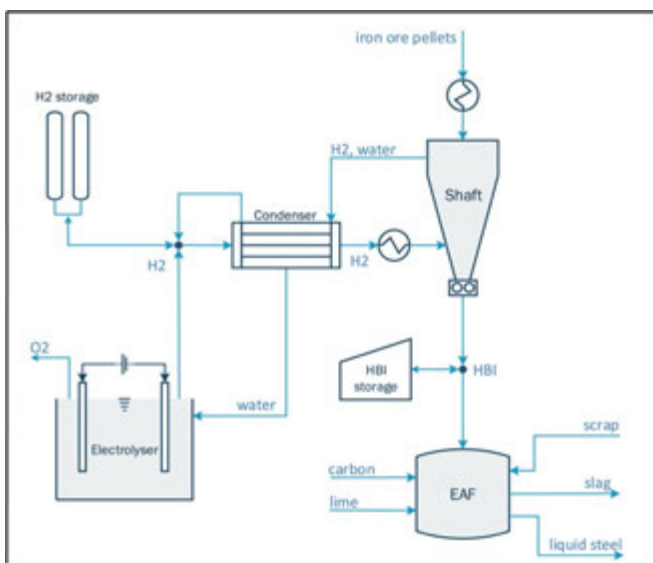 iron ore pellets
H2 storage
H2, water
Shaft
Condenser
H2
H2
O2
HBI
storage
HBI
water
Electrolyser
scrap
carbon
EAF
slag
lime
liquid steel